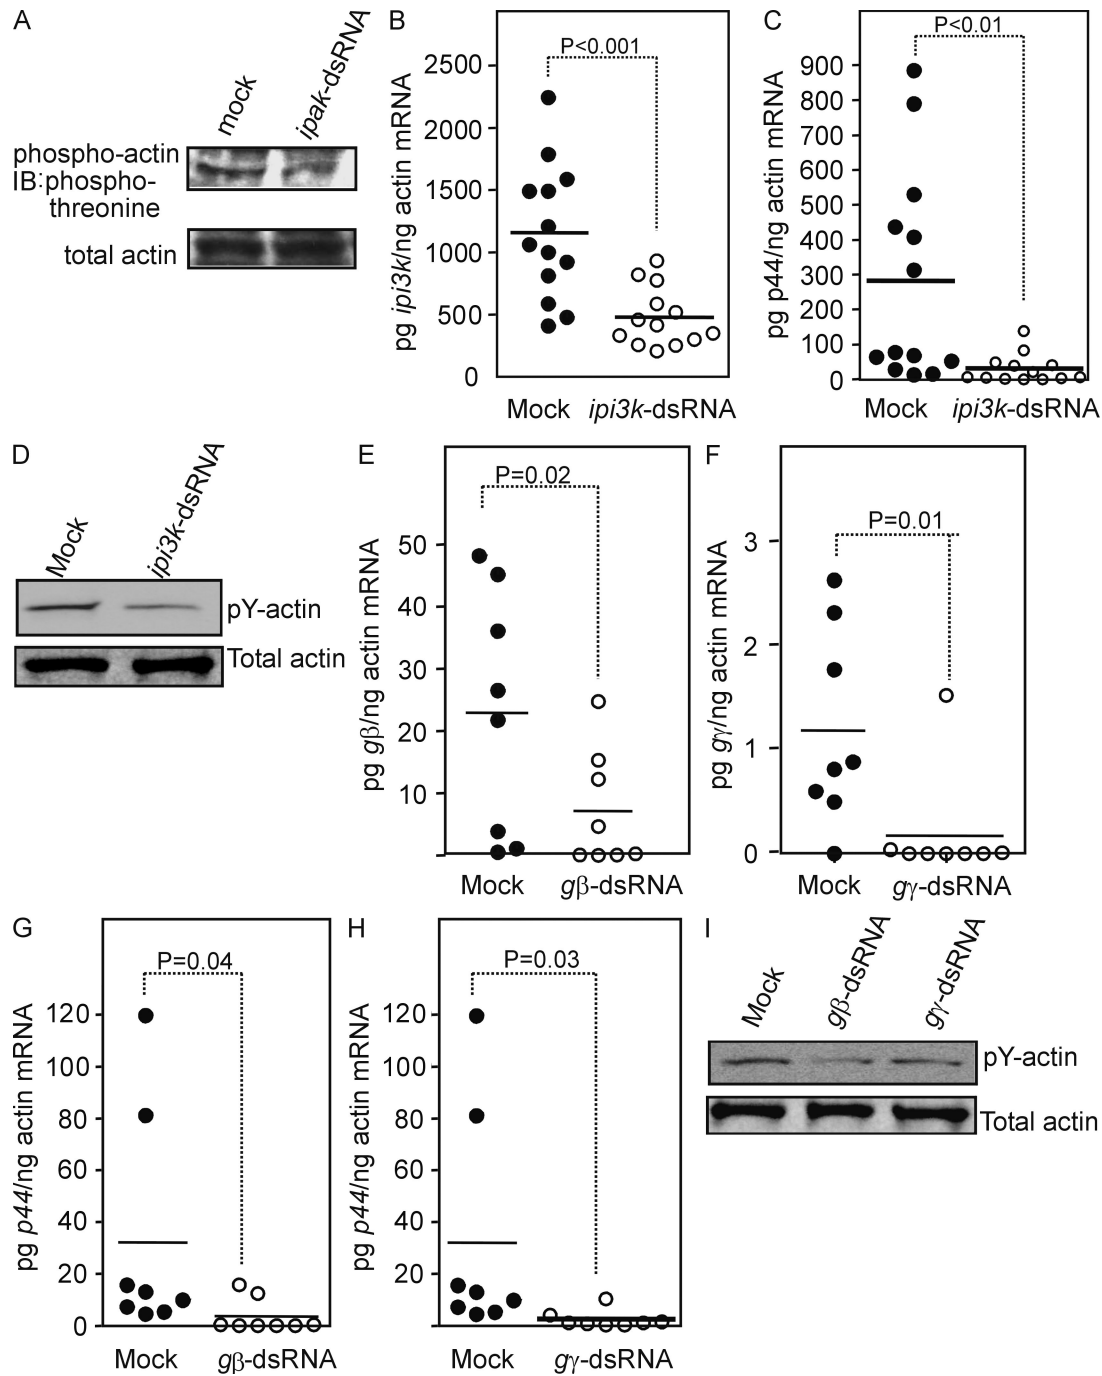 A
mock
ipak-dsRNA
phospho-actin
IB:phospho-
threonine
total actin
B
P<0.001
pg ipi3k/ng actin mRNA
2500
2000
1500
1000
500
0
Mock
ipi3k-dsRNA
C
P<0.01
pg p44/ng actin mRNA
900
800
700
600
500
400
300
200
100
0
Mock
ipi3k-dsRNA
D
Mock
ipi3k-dsRNA
pY-actin
Total actin
E
P=0.02
pg gβ/ng actin mRNA
50
40
30
20
10
Mock
gβ-dsRNA
F
P=0.01
pg gγ/ng actin mRNA
3
2
1
0
Mock
gγ-dsRNA
G
P=0.04
pg p44/ng actin mRNA
120
100
80
60
40
20
0
Mock
gβ-dsRNA
H
P=0.03
pg p44/ng actin mRNA
120
100
80
60
40
20
0
Mock
gγ-dsRNA
I
Mock
gβ-dsRNA
gγ-dsRNA
pY-actin
Total actin